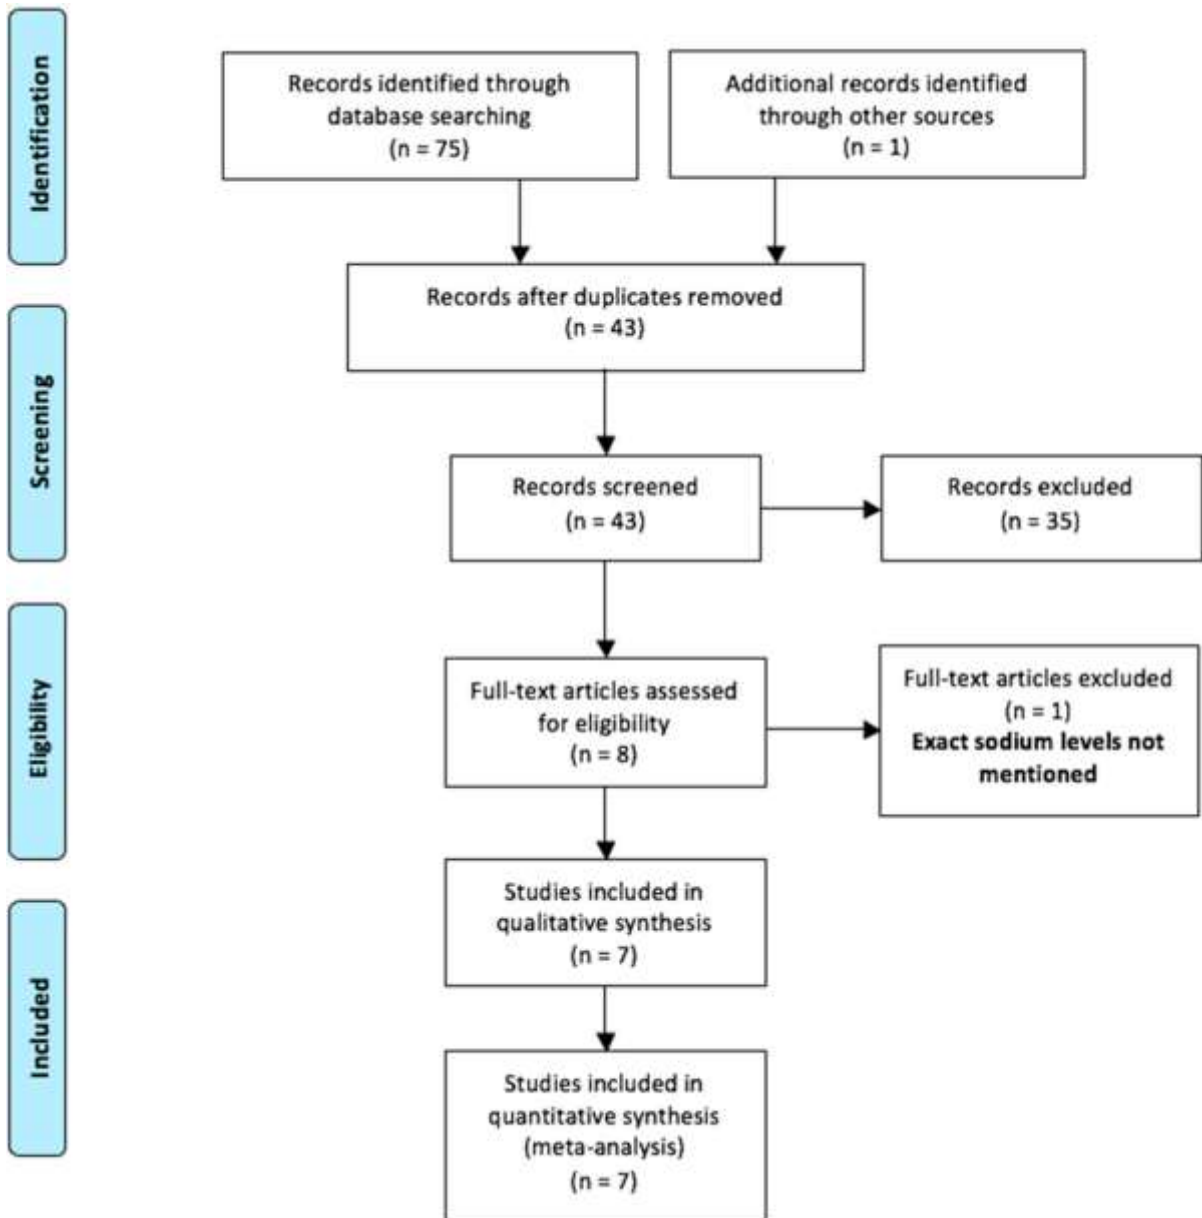 Identification
Records identified through
database searching
(n = 75)
Additional records identified
through other sources
(n = 1)
Records after duplicates removed
(n = 43)
Screening
Records screened
(n = 43)
Records excluded
(n = 35)
Eligibility
Full-text articles assessed
for eligibility
(n = 8)
Full-text articles excluded
(n = 1)
Exact sodium levels not
mentioned
Included
Studies included in
qualitative synthesis
(n = 7)
Studies included in
quantitative synthesis
(meta-analysis)
(n = 7)